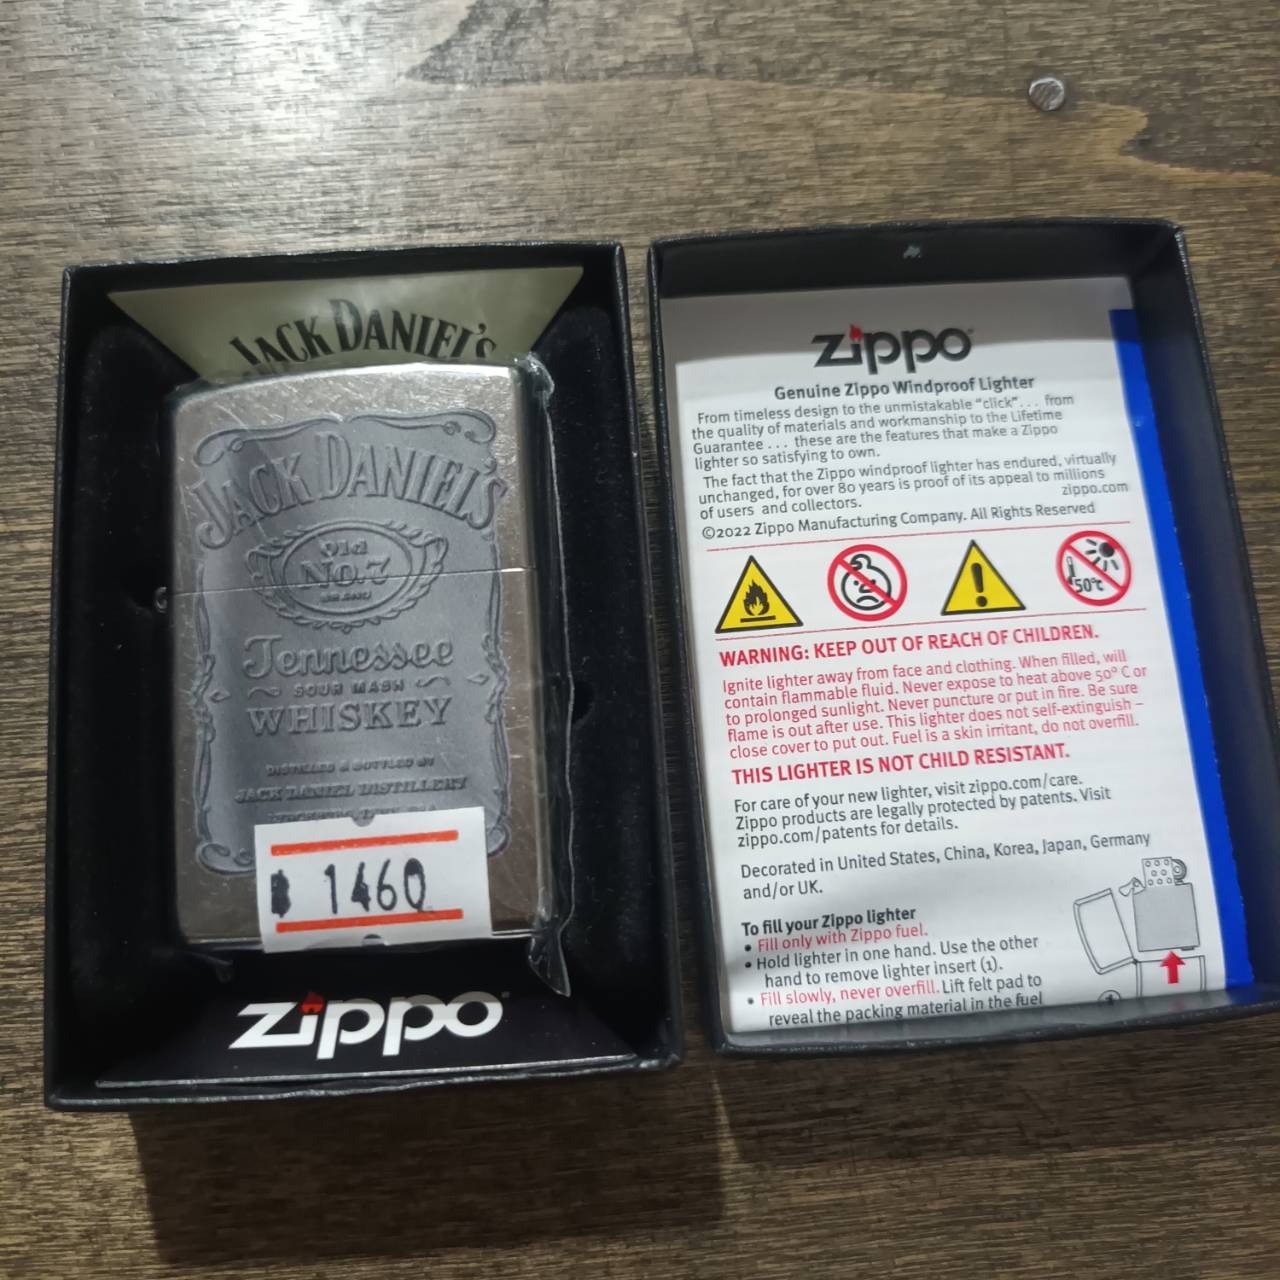 JACK DANIEL'S
JACK DANIEL'S
Old
No.7
BRAND
Tennessee
SOUR MASH
WHISKEY
DISTILLED & BOTTLED BY
JACK DANIEL DISTILLERY
฿ 1460
zippo
zippo
Genuine Zippo Windproof Lighter
From timeless design to the unmistakable “click”. . . from
the quality of materials and workmanship to the Lifetime
Guarantee . . . these are the features that make a Zippo
lighter so satisfying to own.
The fact that the Zippo windproof lighter has endured, virtually
unchanged, for over 80 years is proof of its appeal to millions
of users and collectors.
zippo.com
©2022 Zippo Manufacturing Company. All Rights Reserved
50°C
WARNING: KEEP OUT OF REACH OF CHILDREN.
Ignite lighter away from face and clothing. When filled, will
contain flammable fluid. Never expose to heat above 50° C or
to prolonged sunlight. Never puncture or put in fire. Be sure
flame is out after use. This lighter does not self-extinguish –
close cover to put out. Fuel is a skin irritant, do not overfill.
THIS LIGHTER IS NOT CHILD RESISTANT.
For care of your new lighter, visit zippo.com/care.
Zippo products are legally protected by patents. Visit
zippo.com/patents for details.
Decorated in United States, China, Korea, Japan, Germany
and/or UK.
To fill your Zippo lighter
• Fill only with Zippo fuel.
• Hold lighter in one hand. Use the other
hand to remove lighter insert (1).
• Fill slowly, never overfill. Lift felt pad to
reveal the packing material in the fuel